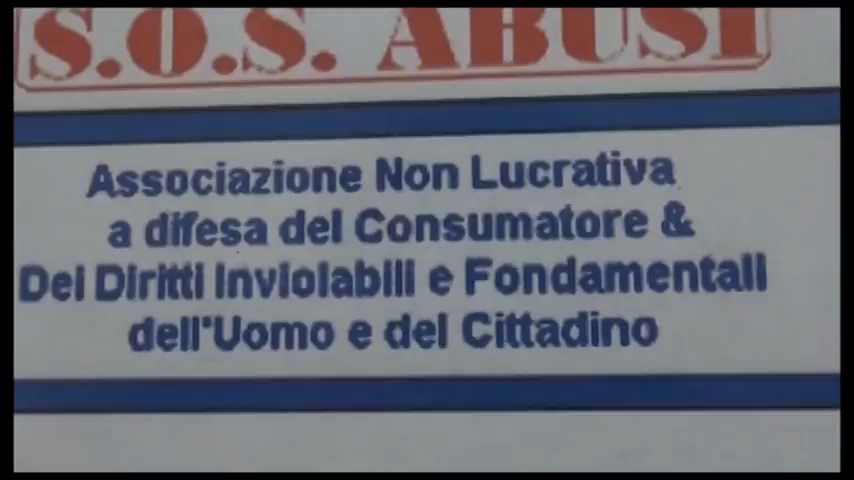 S.O.S. ABUSI
Associazione Non Lucrativa
a difesa del Consumatore &
Dei Diritti Inviolabili e Fondamentali
dell'Uomo e del Cittadino